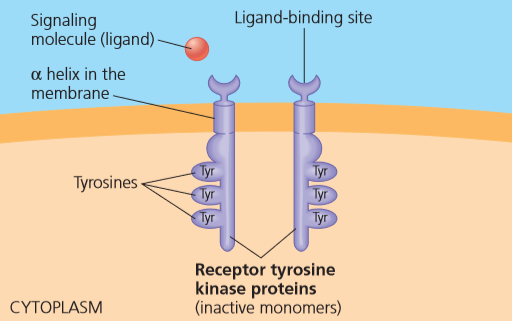 Signaling
molecule (ligand)
Ligand-binding site
α helix in the
membrane
Tyrosines
Tyr
Tyr
Tyr
Tyr
Tyr
Tyr
Receptor tyrosine
kinase proteins
(inactive monomers)
CYTOPLASM